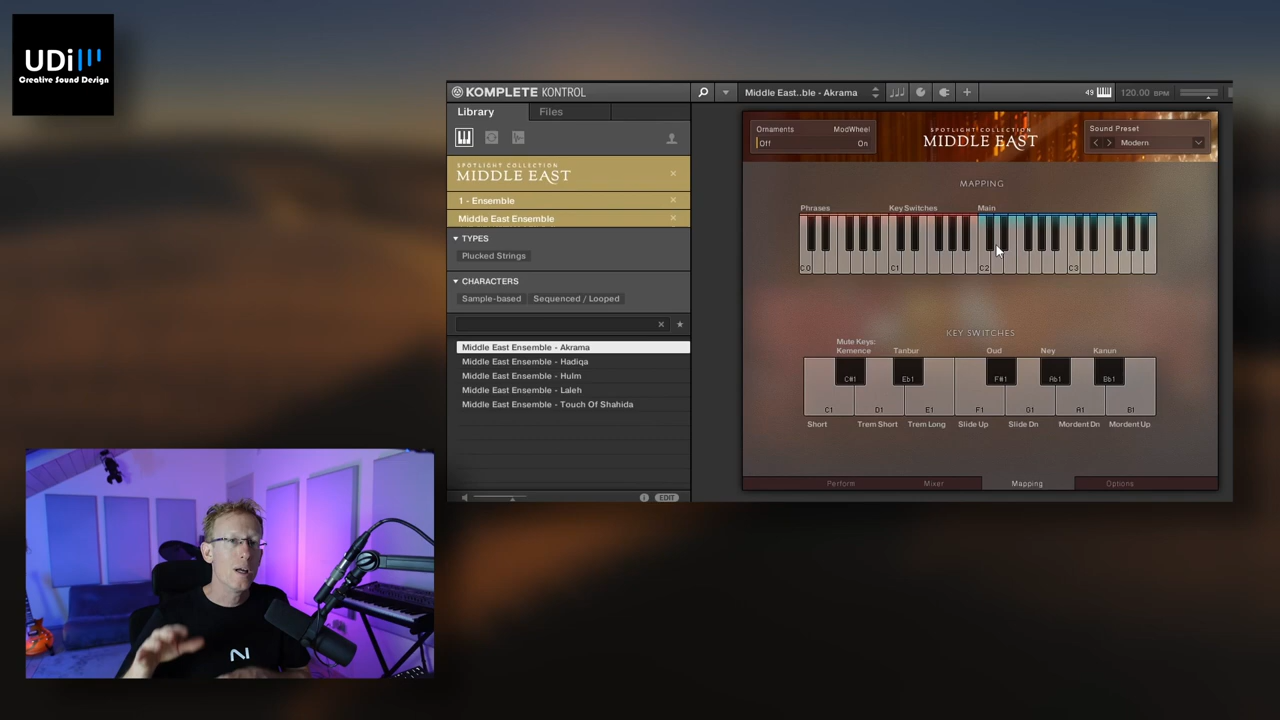 UDi
Creative Sound Design
KOMPLETE KONTROL
Middle East..ble - Akrama
49
120.00 BPM
Library
Files
SPOTLIGHT COLLECTION
MIDDLE EAST
1 - Ensemble
Middle East Ensemble
TYPES
Plucked Strings
CHARACTERS
Sample-based
Sequenced / Looped
Middle East Ensemble - Akrama
Middle East Ensemble - Hadiqa
Middle East Ensemble - Hulm
Middle East Ensemble - Laleh
Middle East Ensemble - Touch Of Shahida
EDIT
Ornaments
ModWheel
Off
On
SPOTLIGHT COLLECTION
MIDDLE EAST
Sound Preset
Modern
MAPPING
Phrases
Key Switches
Main
C0
C1
C2
C3
KEY SWITCHES
Mute Keys:
Kemence
Tanbur
Oud
Ney
Kanun
C#1
Eb1
F#1
Ab1
Bb1
C1
D1
E1
F1
G1
A1
B1
Short
Trem Short
Trem Long
Slide Up
Slide Dn
Mordent Dn
Mordent Up
Perform
Mixer
Mapping
Options